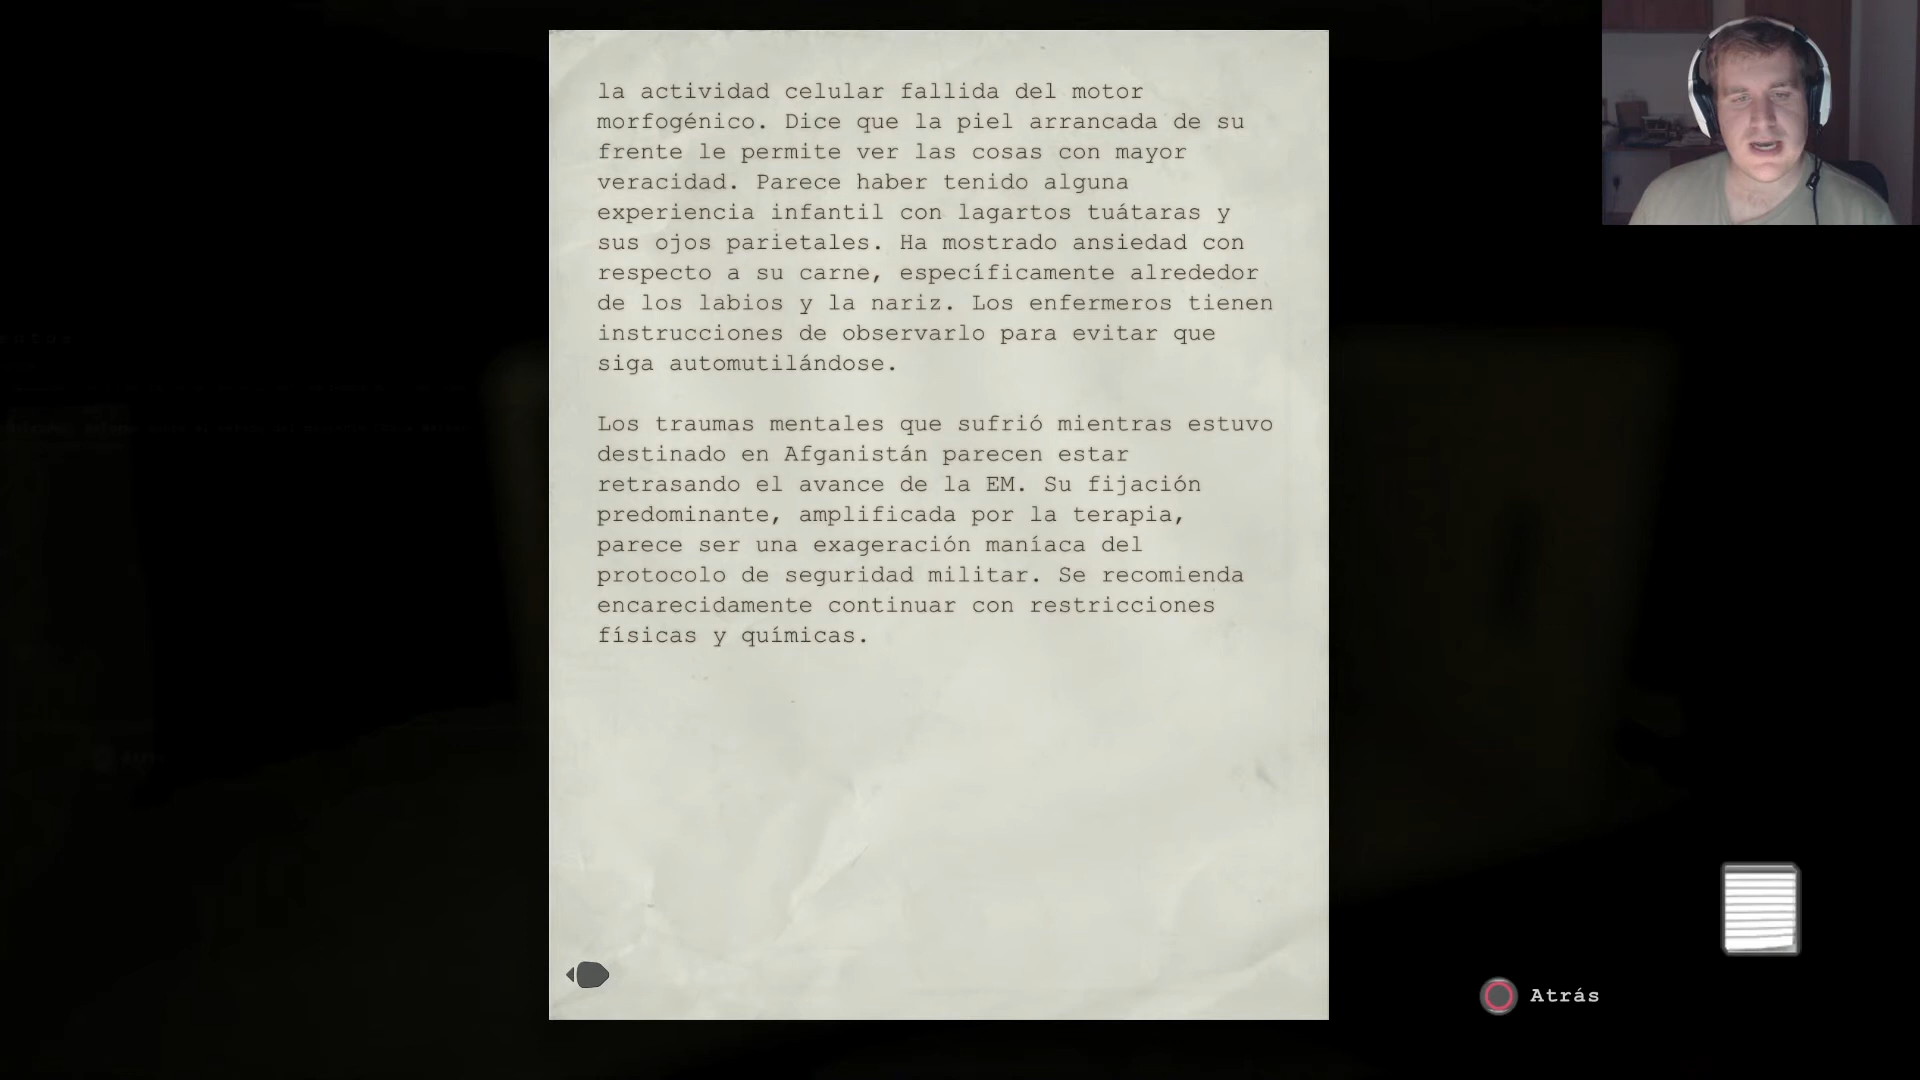 la actividad celular fallida del motor
morfogénico. Dice que la piel arrancada de su
frente le permite ver las cosas con mayor
veracidad. Parece haber tenido alguna
experiencia infantil con lagartos tuátaras y
sus ojos parietales. Ha mostrado ansiedad con
respecto a su carne, específicamente alrededor
de los labios y la nariz. Los enfermeros tienen
instrucciones de observarlo para evitar que
siga automutilándose.
Los traumas mentales que sufrió mientras estuvo
destinado en Afganistán parecen estar
retrasando el avance de la EM. Su fijación
predominante, amplificada por la terapia,
parece ser una exageración maníaca del
protocolo de seguridad militar. Se recomienda
encarecidamente continuar con restricciones
físicas y químicas.
Atrás